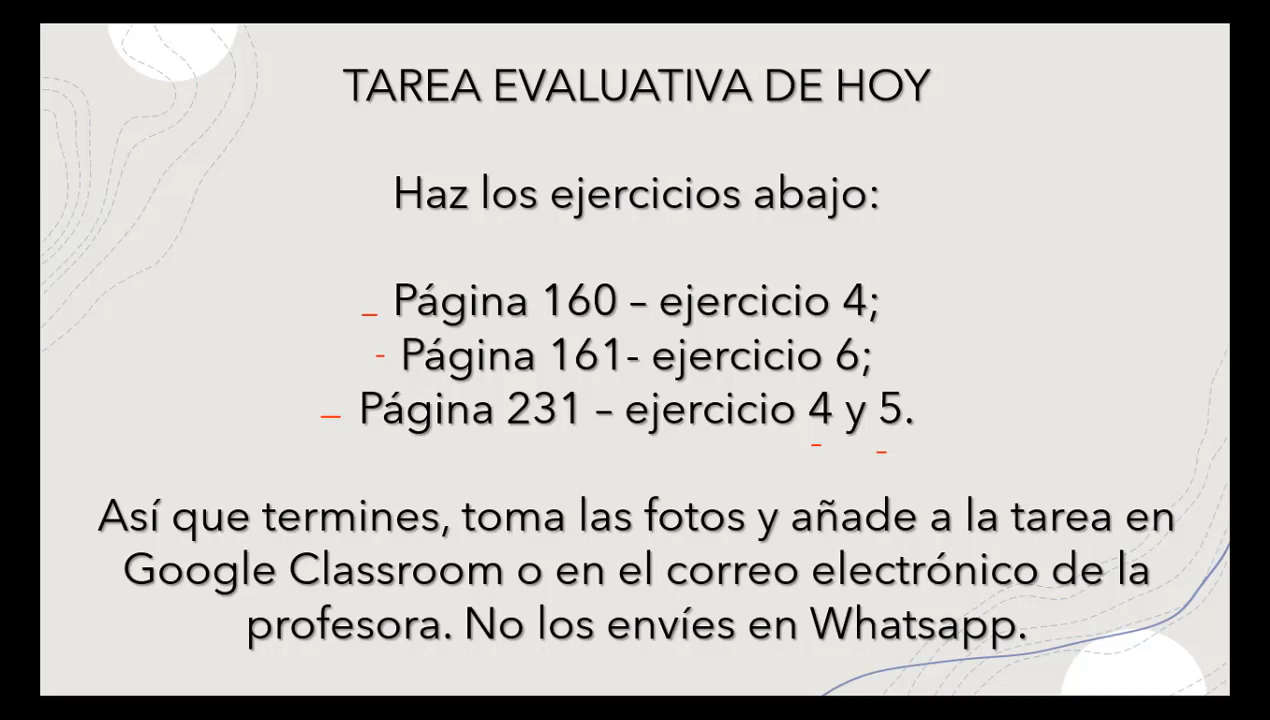 TAREA EVALUATIVA DE HOY
Haz los ejercicios abajo:
Página 160 – ejercicio 4;
Página 161- ejercicio 6;
Página 231 – ejercicio 4 y 5.
Así que termines, toma las fotos y añade a la tarea en
Google Classroom o en el correo electrónico de la
profesora. No los envíes en Whatsapp.